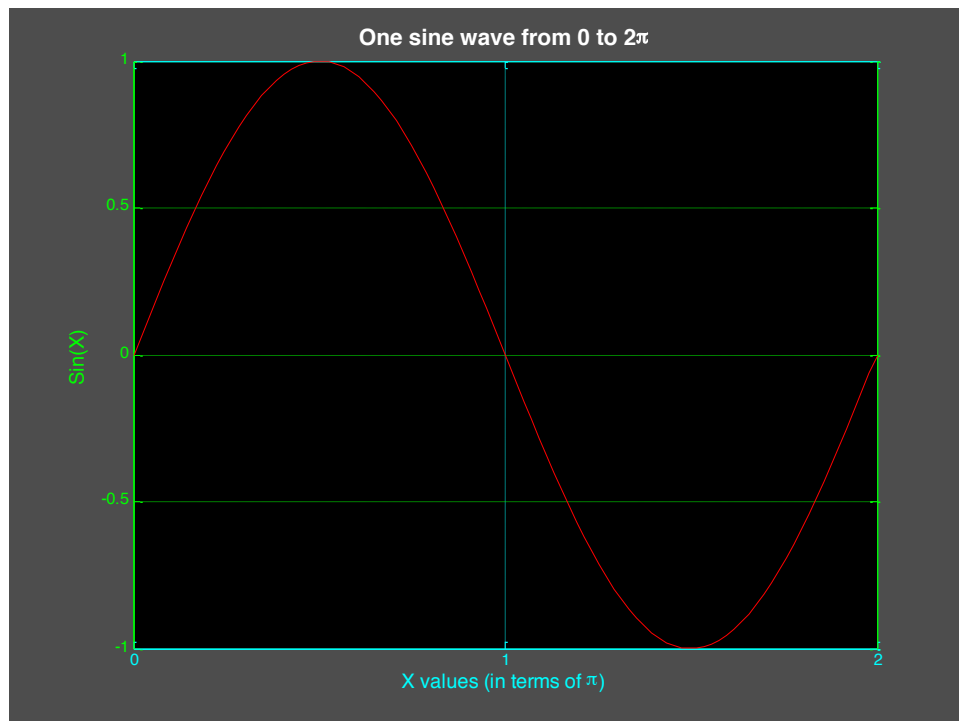 One sine wave from 0 to 2π
1
0.5
0
-0.5
-1
Sin(X)
0 1 2
X values (in terms of π)